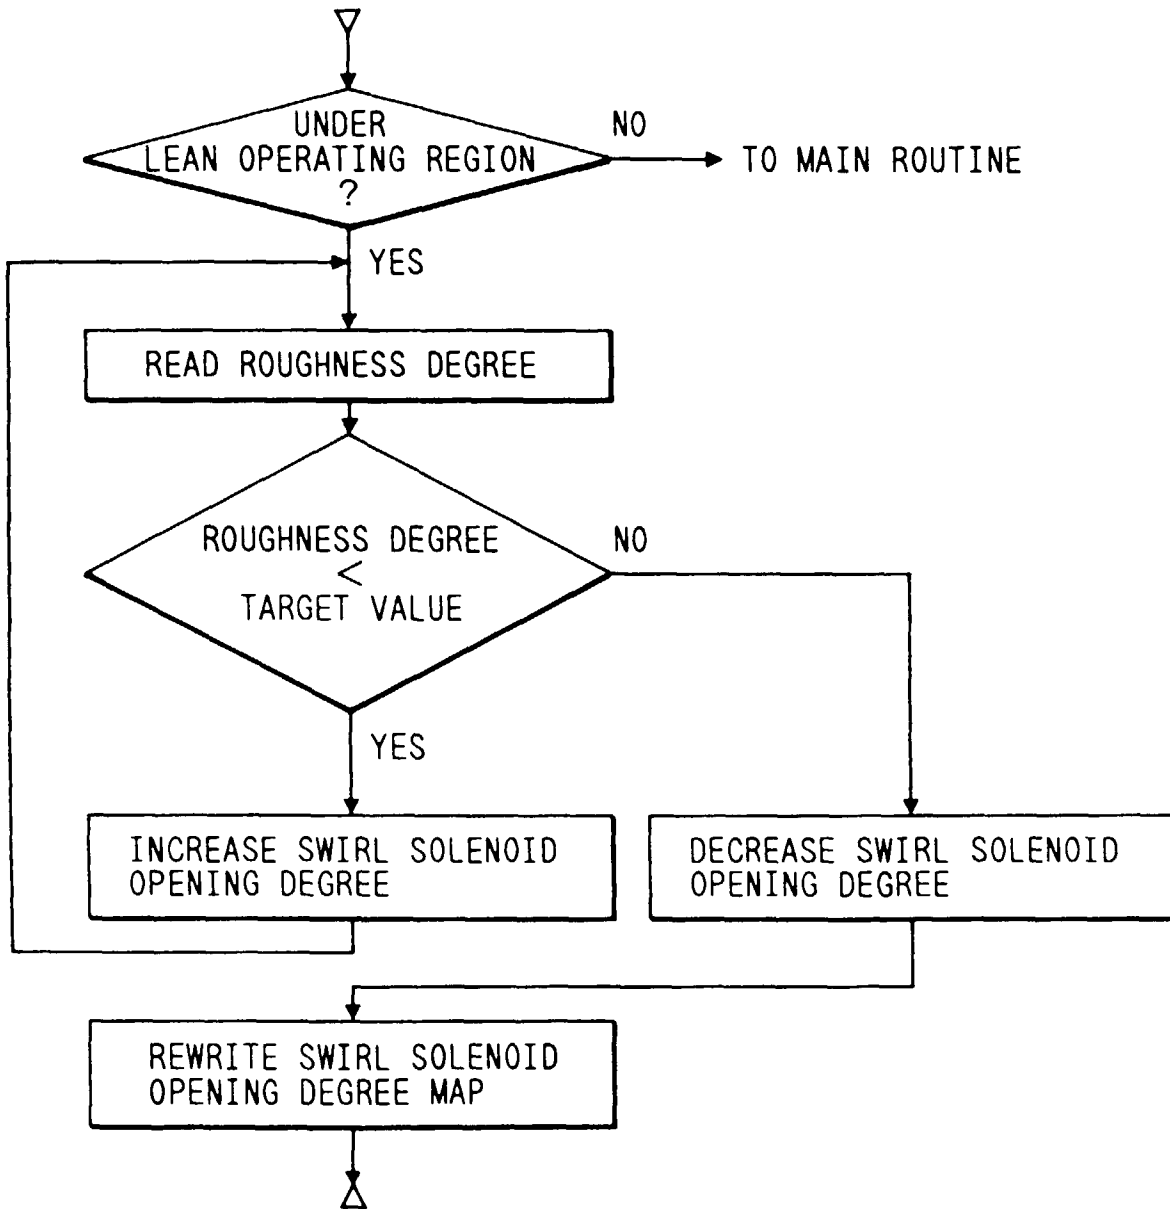 UNDER
LEAN OPERATING REGION
?
NO
TO MAIN ROUTINE
YES
READ ROUGHNESS DEGREE
ROUGHNESS DEGREE
<
TARGET VALUE
NO
YES
INCREASE SWIRL SOLENOID
OPENING DEGREE
DECREASE SWIRL SOLENOID
OPENING DEGREE
REWRITE SWIRL SOLENOID
OPENING DEGREE MAP